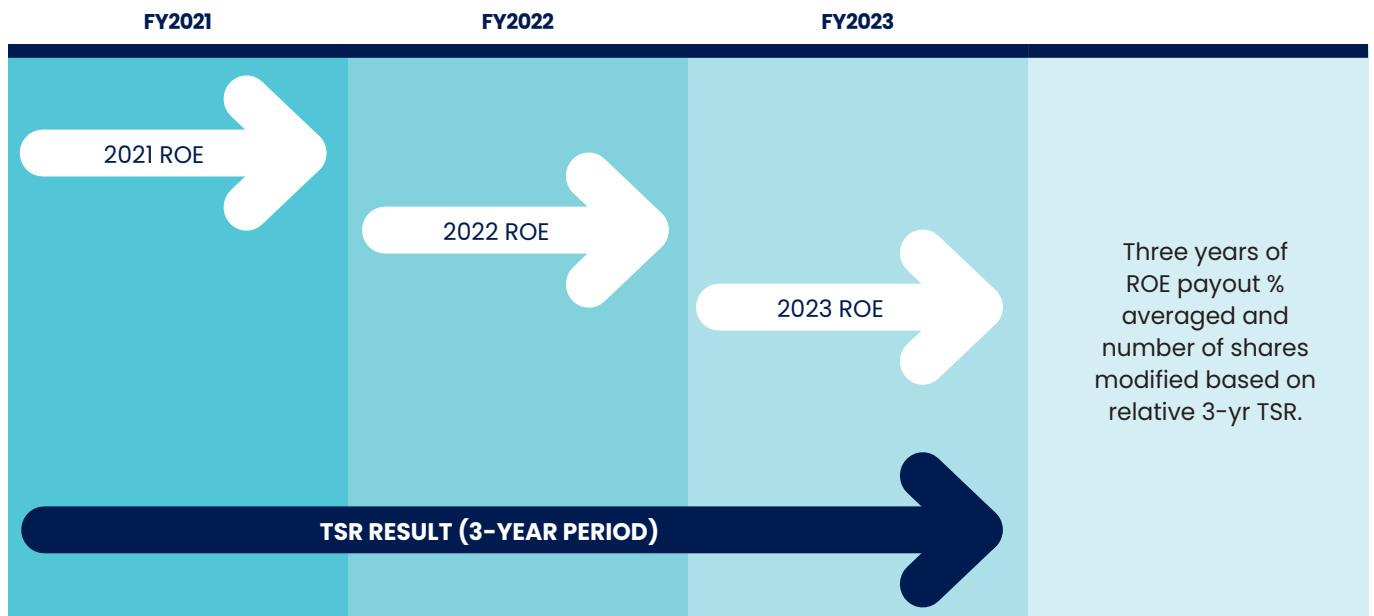 FY2021 FY2022 FY2023
2021 ROE
2022 ROE
2023 ROE
Three years of
ROE payout %
averaged and
number of shares
modified based on
relative 3-yr TSR.
TSR RESULT (3-YEAR PERIOD)